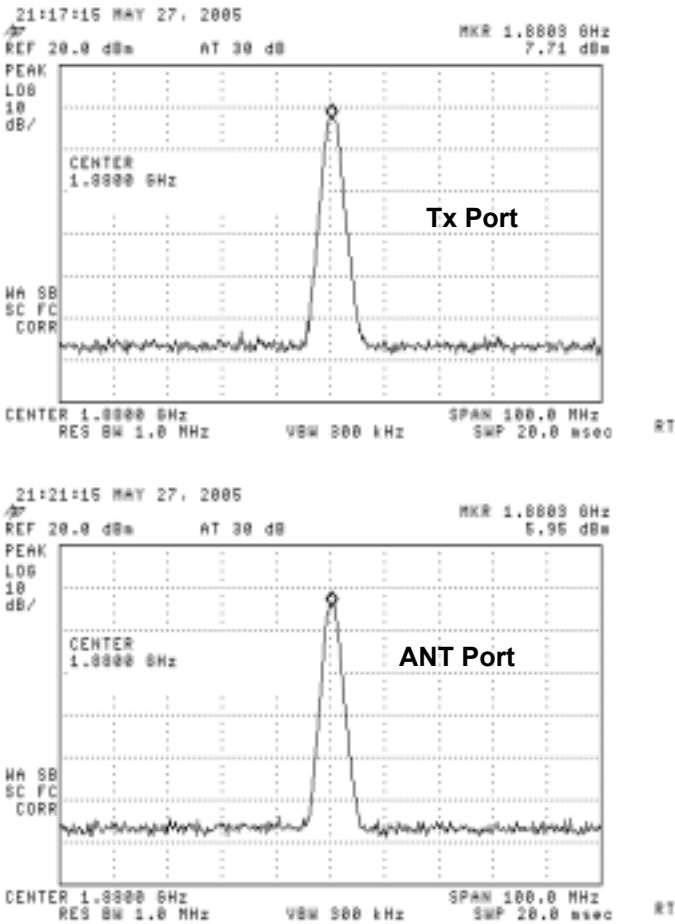 21:17:15 MAY 27, 2005
MKR 1.8803 GHz
REF 20.0 dBm AT 30 dB 7.71 dBm
PEAK
LOG
10
dB/
CENTER
1.8800 GHz
Tx Port
WA SB
SC FC
CORR
CENTER 1.8800 GHz SPAN 100.0 MHz
RES BW 1.0 MHz VBW 300 kHz SWP 20.0 msec
RT
21:21:15 MAY 27, 2005
MKR 1.8803 GHz
REF 20.0 dBm AT 30 dB 5.95 dBm
PEAK
LOG
10
dB/
CENTER
1.8800 GHz
ANT Port
WA SB
SC FC
CORR
CENTER 1.8800 GHz SPAN 100.0 MHz
RES BW 1.0 MHz VBW 300 kHz SWP 20.0 msec
RT